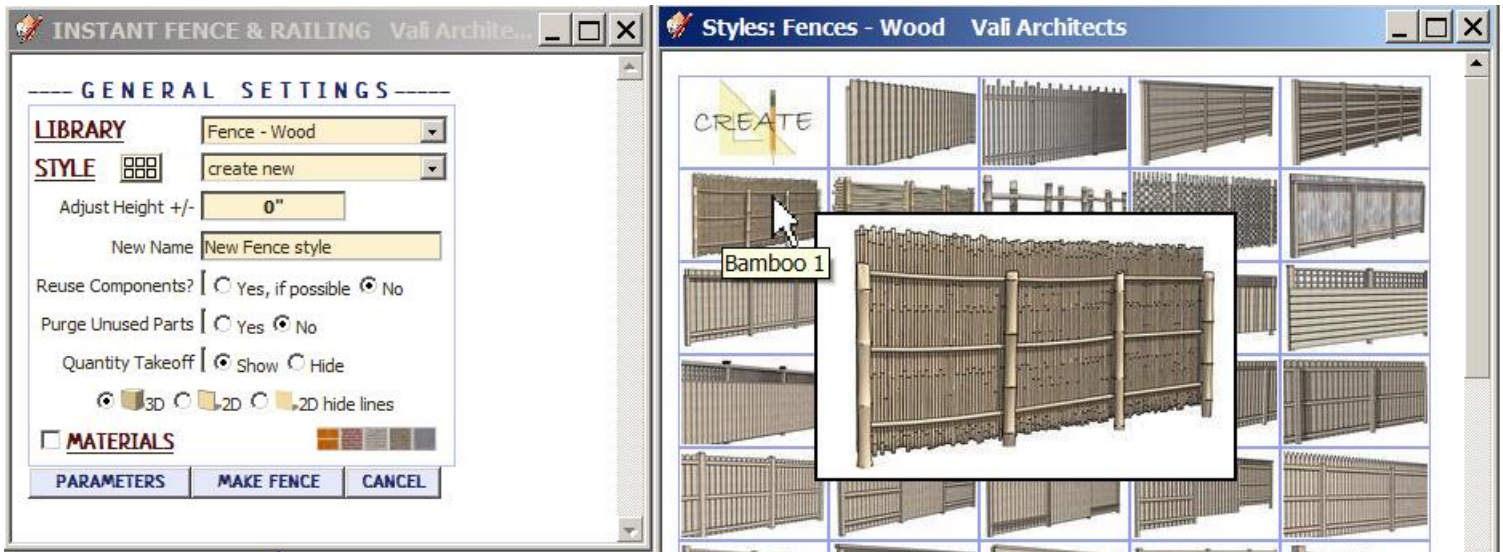 INSTANT FENCE & RAILING Vali Archite...
---- GENERAL SETTINGS-----
LIBRARY Fence - Wood
STYLE create new
Adjust Height +/- 0"
New Name New Fence style
Reuse Components? Yes, if possible No
Purge Unused Parts Yes No
Quantity Takeoff Show Hide
3D 2D 2D hide lines
MATERIALS
PARAMETERS MAKE FENCE CANCEL
Styles: Fences - Wood Vali Architects
CREATE
Bamboo 1